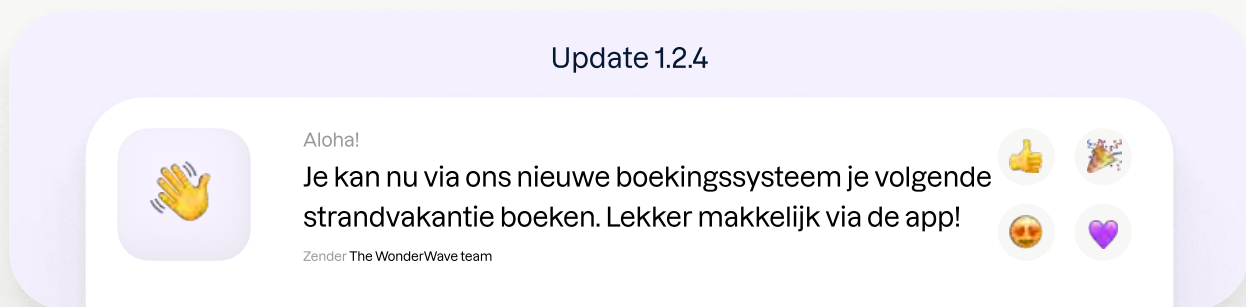 Update 1.2.4
Aloha!
Je kan nu via ons nieuwe boekingssysteem je volgende
strandvakantie boeken. Lekker makkelijk via de app!
Zender The WonderWave team